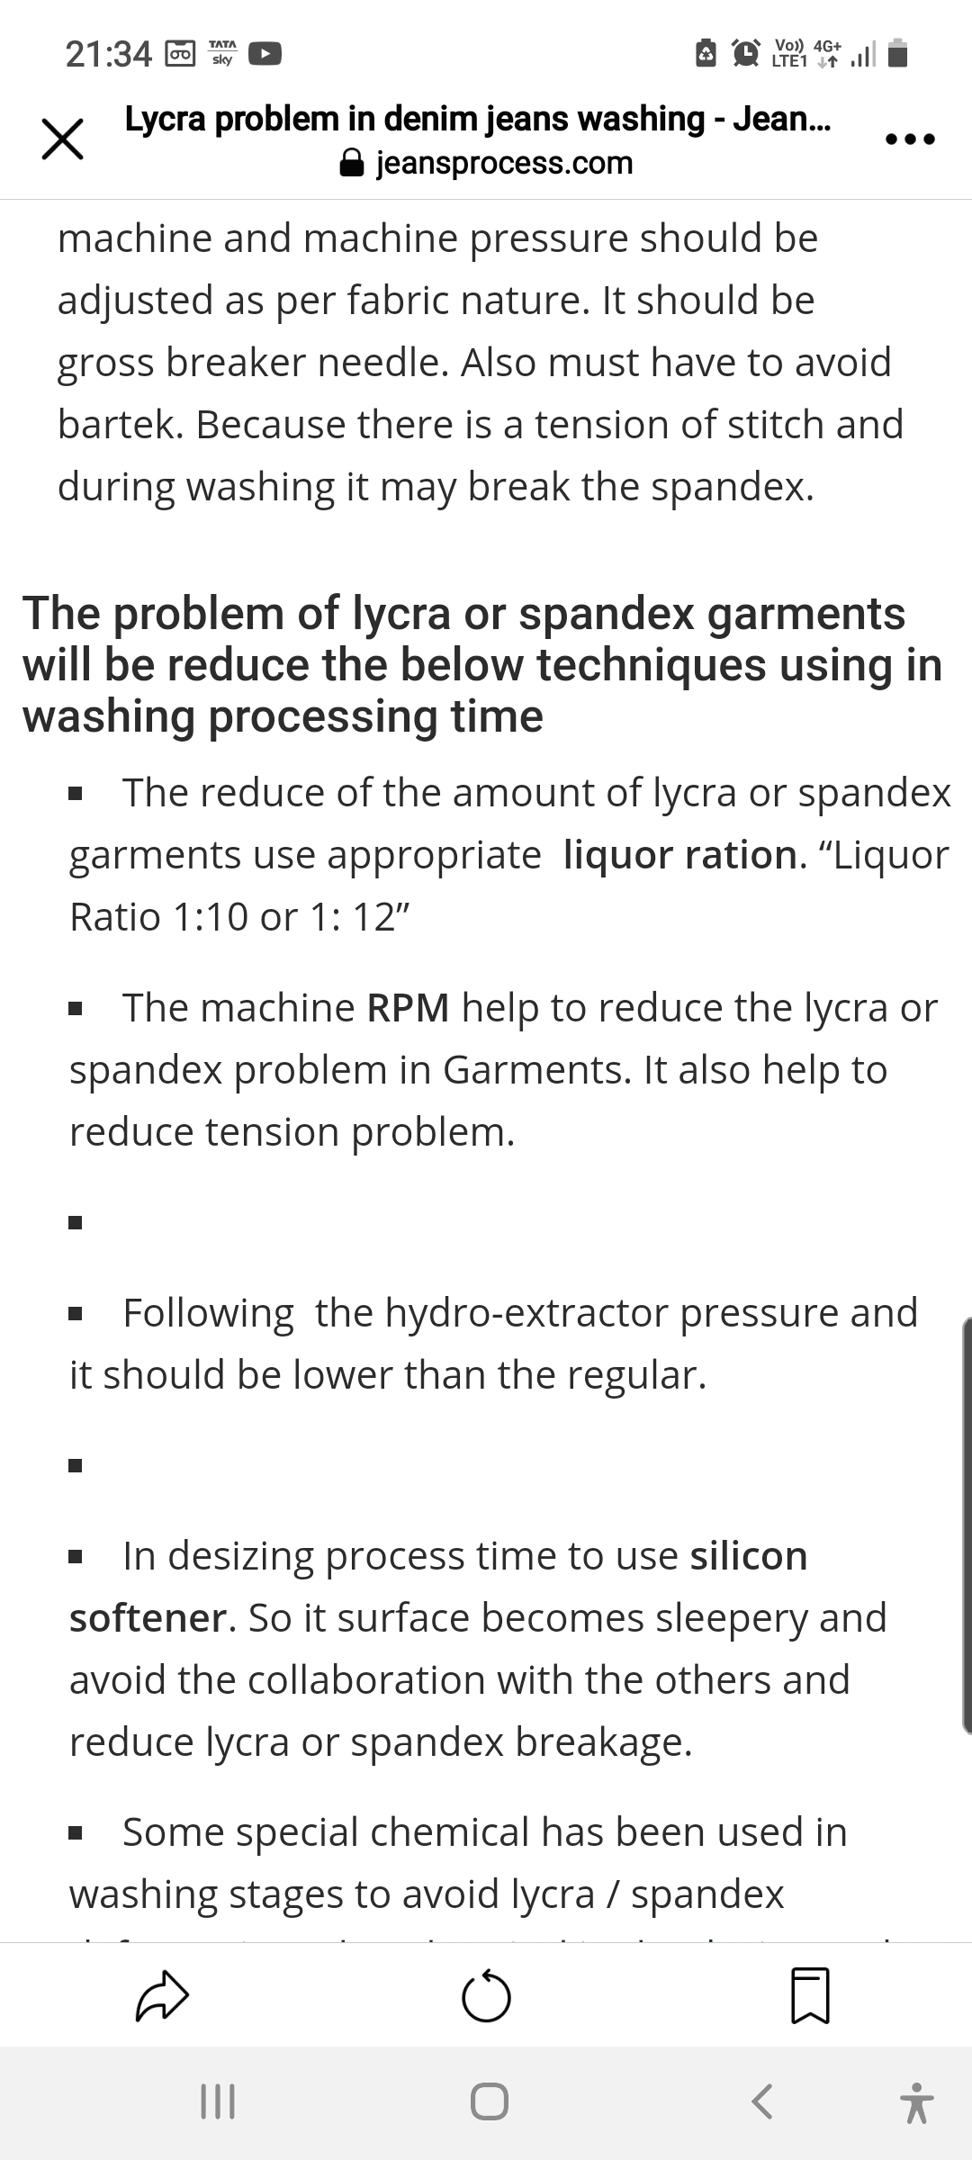 21:34 TATA sky Vo)) LTE1 4G+
Lycra problem in denim jeans washing - Jean...
jeansprocess.com
machine and machine pressure should be
adjusted as per fabric nature. It should be
gross breaker needle. Also must have to avoid
bartek. Because there is a tension of stitch and
during washing it may break the spandex.
The problem of lycra or spandex garments
will be reduce the below techniques using in
washing processing time
▪ The reduce of the amount of lycra or spandex
garments use appropriate liquor ration. “Liquor
Ratio 1:10 or 1: 12”
▪ The machine RPM help to reduce the lycra or
spandex problem in Garments. It also help to
reduce tension problem.
▪
▪ Following the hydro-extractor pressure and
it should be lower than the regular.
▪
▪ In desizing process time to use silicon
softener. So it surface becomes sleepery and
avoid the collaboration with the others and
reduce lycra or spandex breakage.
▪ Some special chemical has been used in
washing stages to avoid lycra / spandex